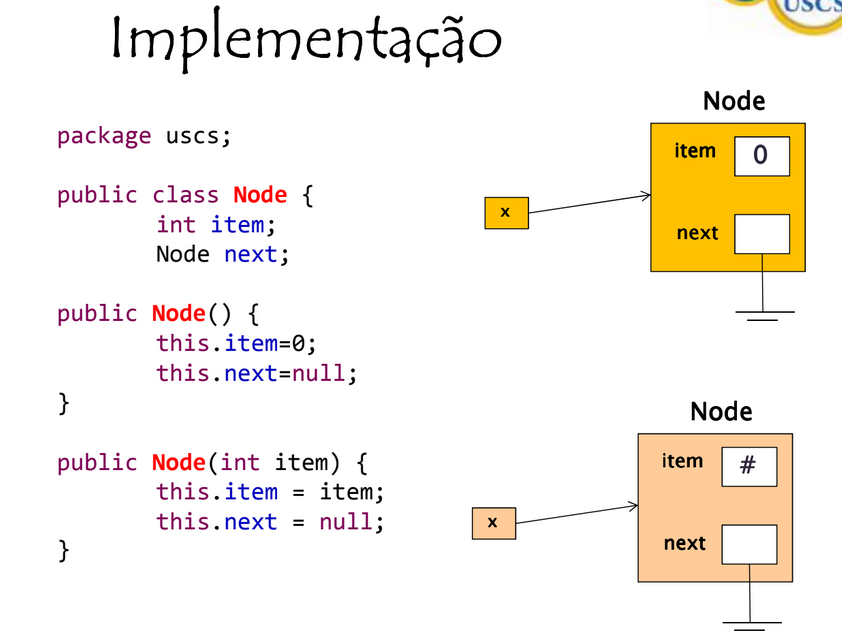 Implementação
USCS
package uscs;
public class Node {
int item;
Node next;
public Node() {
this.item=0;
this.next=null;
}
public Node(int item) {
this.item = item;
this.next = null;
}
Node
item 0
x
next
Node
item #
x
next